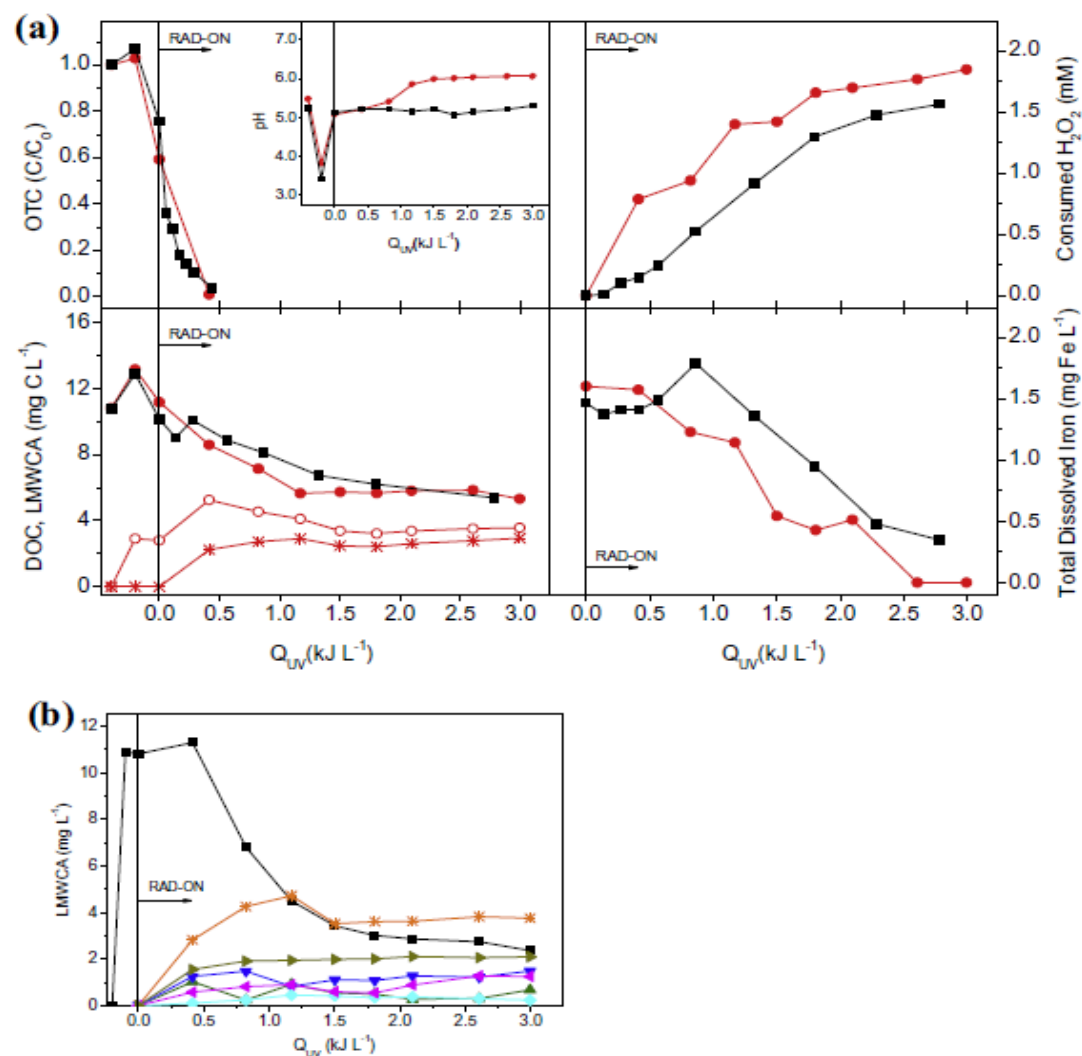 (a)
RAD-ON
1.0
0.8
0.6
0.4
0.2
0.0
OTC (C/C₀)
7.0
6.0
5.0
4.0
3.0
pH
0.0 0.5 1.0 1.5 2.0 2.5 3.0
Q_UV(kJ L⁻¹)
RAD-ON
2.0
1.5
1.0
0.5
0.0
Consumed H₂O₂ (mM)
RAD-ON
16
12
8
4
0
DOC, LMWCA (mg C L⁻¹)
0.0 0.5 1.0 1.5 2.0 2.5 3.0
Q_UV(kJ L⁻¹)
RAD-ON
2.0
1.5
1.0
0.5
0.0
Total Dissolved Iron (mg Fe L⁻¹)
0.0 0.5 1.0 1.5 2.0 2.5 3.0
Q_UV(kJ L⁻¹)
(b)
12
10
8
6
4
2
0
LMWCA (mg L⁻¹)
RAD-ON
0.0 0.5 1.0 1.5 2.0 2.5 3.0
Q_UV(kJ L⁻¹)